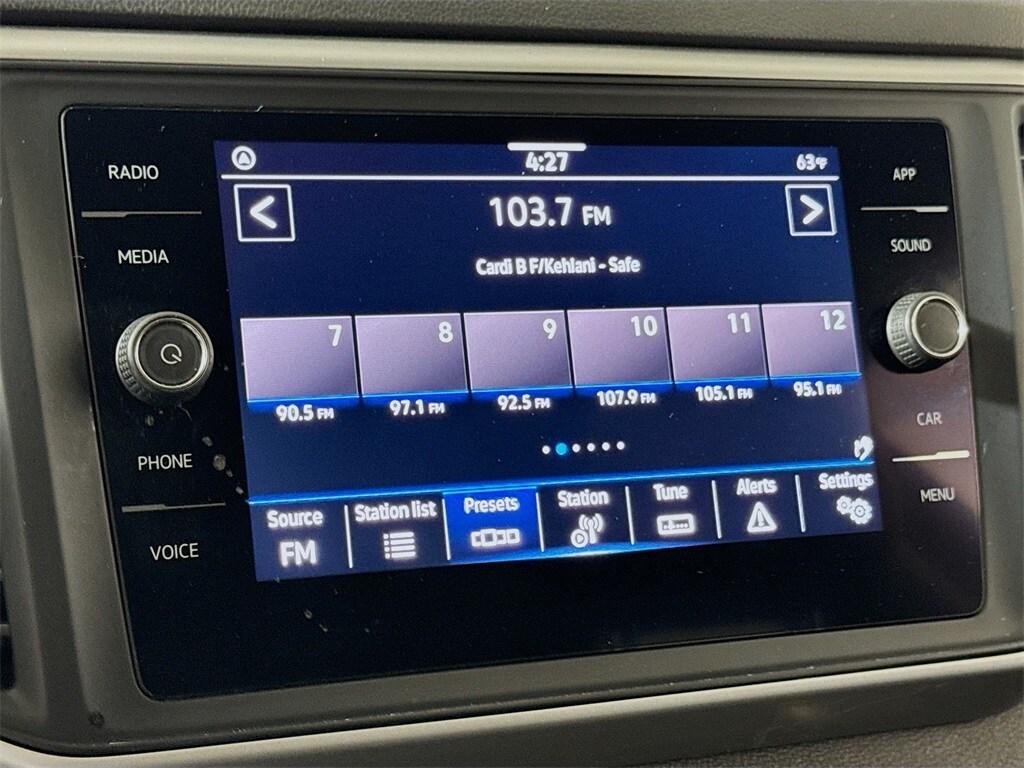 RADIO
MEDIA
PHONE
VOICE
4:27
63°F
103.7 FM
Cardi B F/Kehlani - Safe
7 8 9 10 11 12
90.5 FM 97.1 FM 92.5 FM 107.9 FM 105.1 FM 95.1 FM
Source Station list Presets Station Tune Alerts Settings
FM
APP
SOUND
CAR
MENU